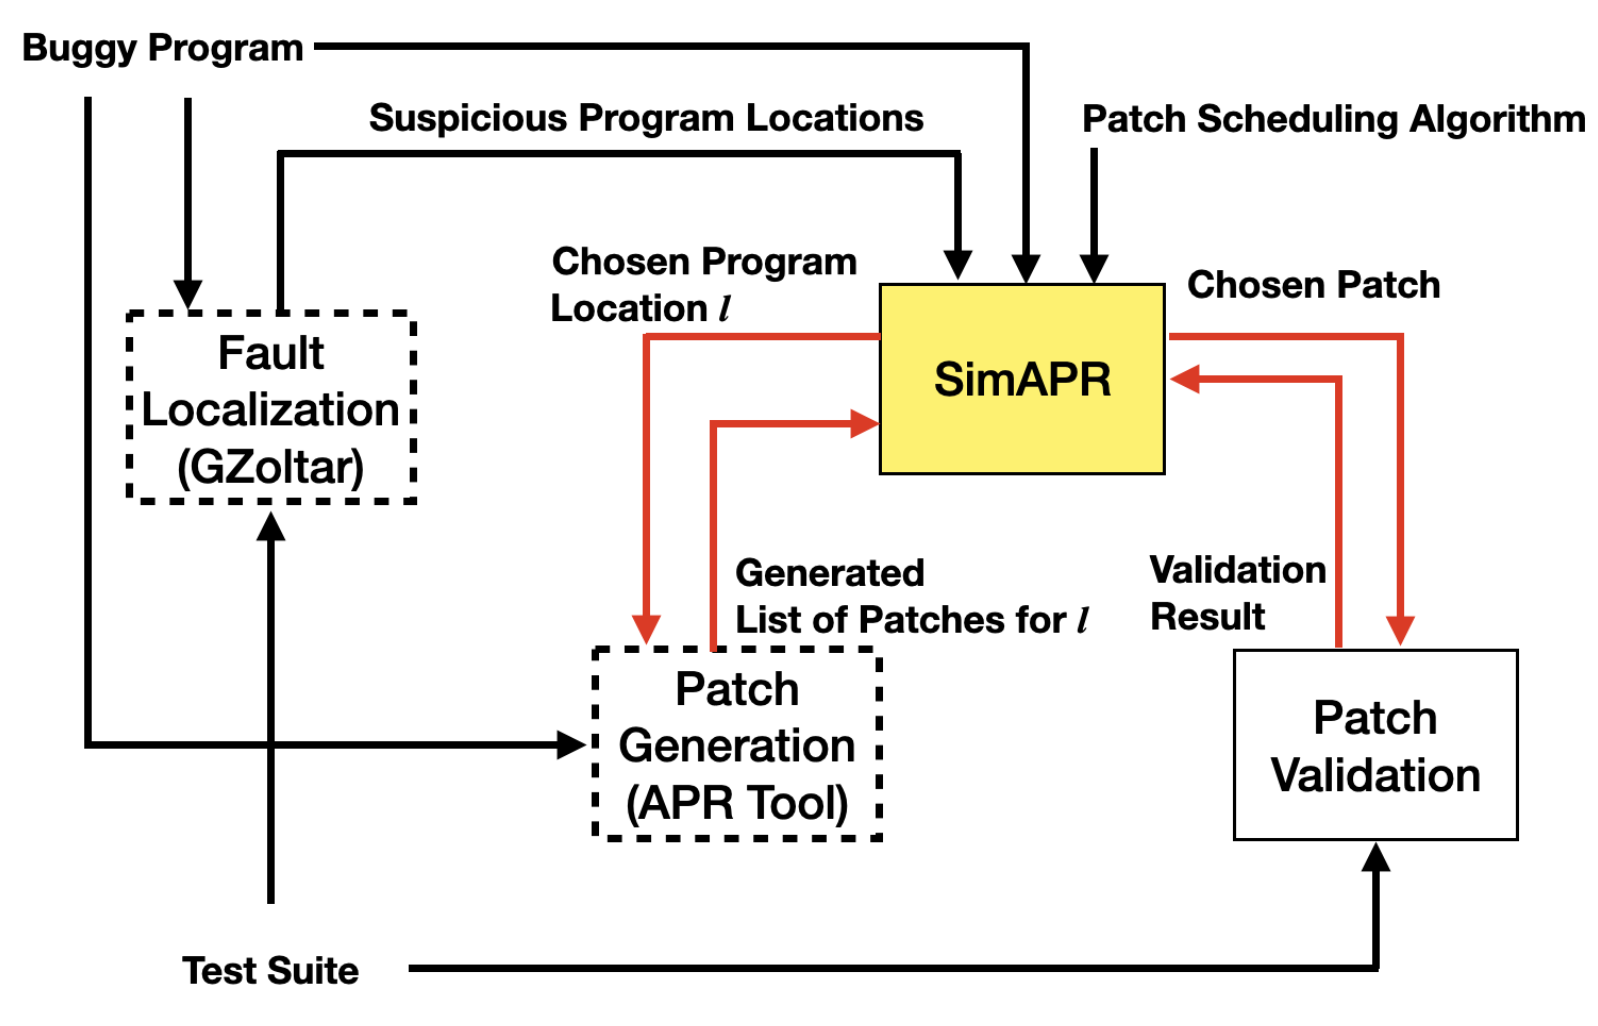 Buggy Program
Suspicious Program Locations
Patch Scheduling Algorithm
Chosen Program
Location l
Chosen Patch
Fault
Localization
(GZoltar)
SimAPR
Generated
List of Patches for l
Validation
Result
Patch
Generation
(APR Tool)
Patch
Validation
Test Suite